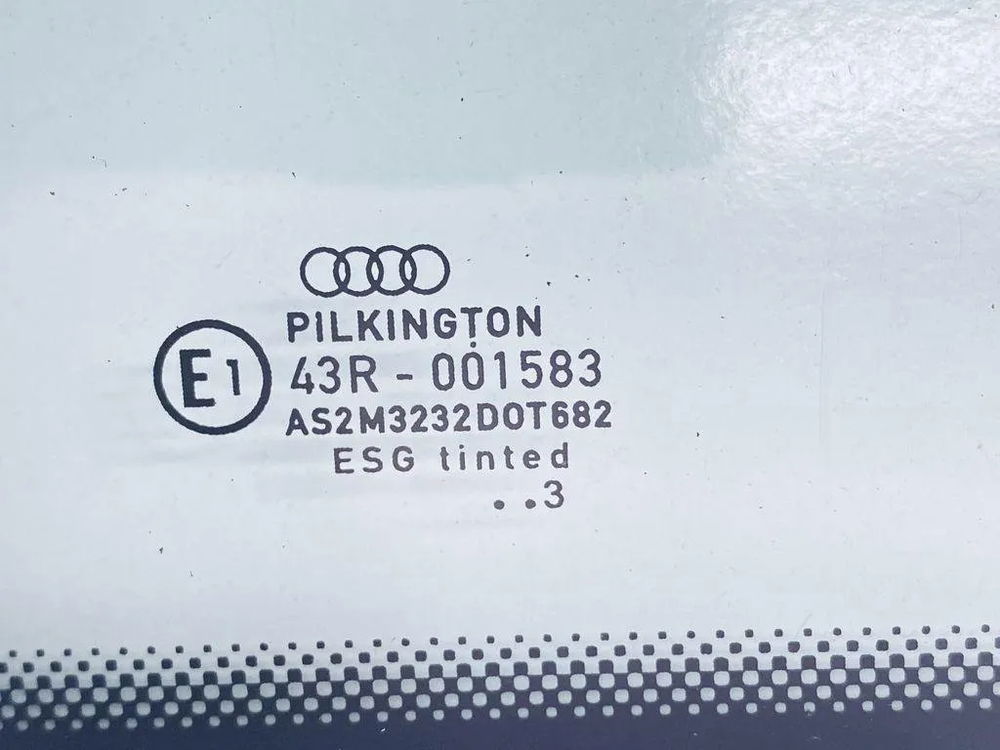 PILKINGTON
E1
43R - 001583
AS2M3232DOT682
ESG tinted
. .3